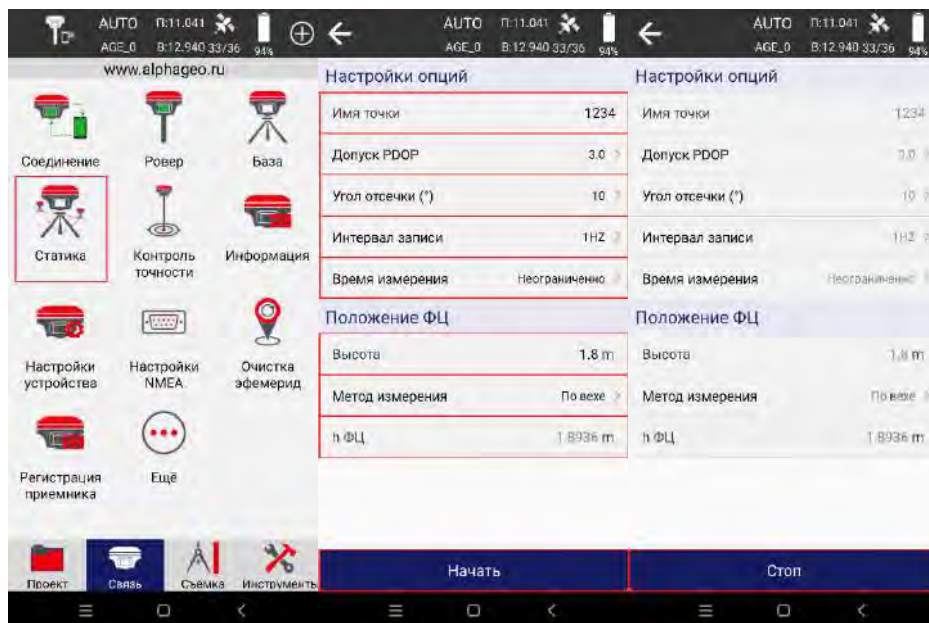 AUTO П:11.041
AGE_0 В:12.940 33/36 94%
www.alphageo.ru
Соединение
Ровер
База
Статика
Контроль
точности
Информация
Настройки
устройства
Настройки
NMEA
Очистка
эфемерид
Регистрация
приемника
Ещё
Проект
Связь
Съемка
Инструменты
AUTO П:11.041
AGE_0 В:12.940 33/36 94%
Настройки опций
Имя точки 1234
Допуск PDOP 3.0
Угол отсечки (°) 10
Интервал записи 1HZ
Время измерения Неограниченно
Положение ФЦ
Высота 1.8 m
Метод измерения По вехе
h ФЦ 1.8936 m
Начать
AUTO П:11.041
AGE_0 В:12.940 33/36 94%
Настройки опций
Имя точки 1234
Допуск PDOP 3.0
Угол отсечки (°) 10
Интервал записи 1HZ
Время измерения Неограниченно
Положение ФЦ
Высота 1.8 m
Метод измерения По вехе
h ФЦ 1.8936 m
Стоп